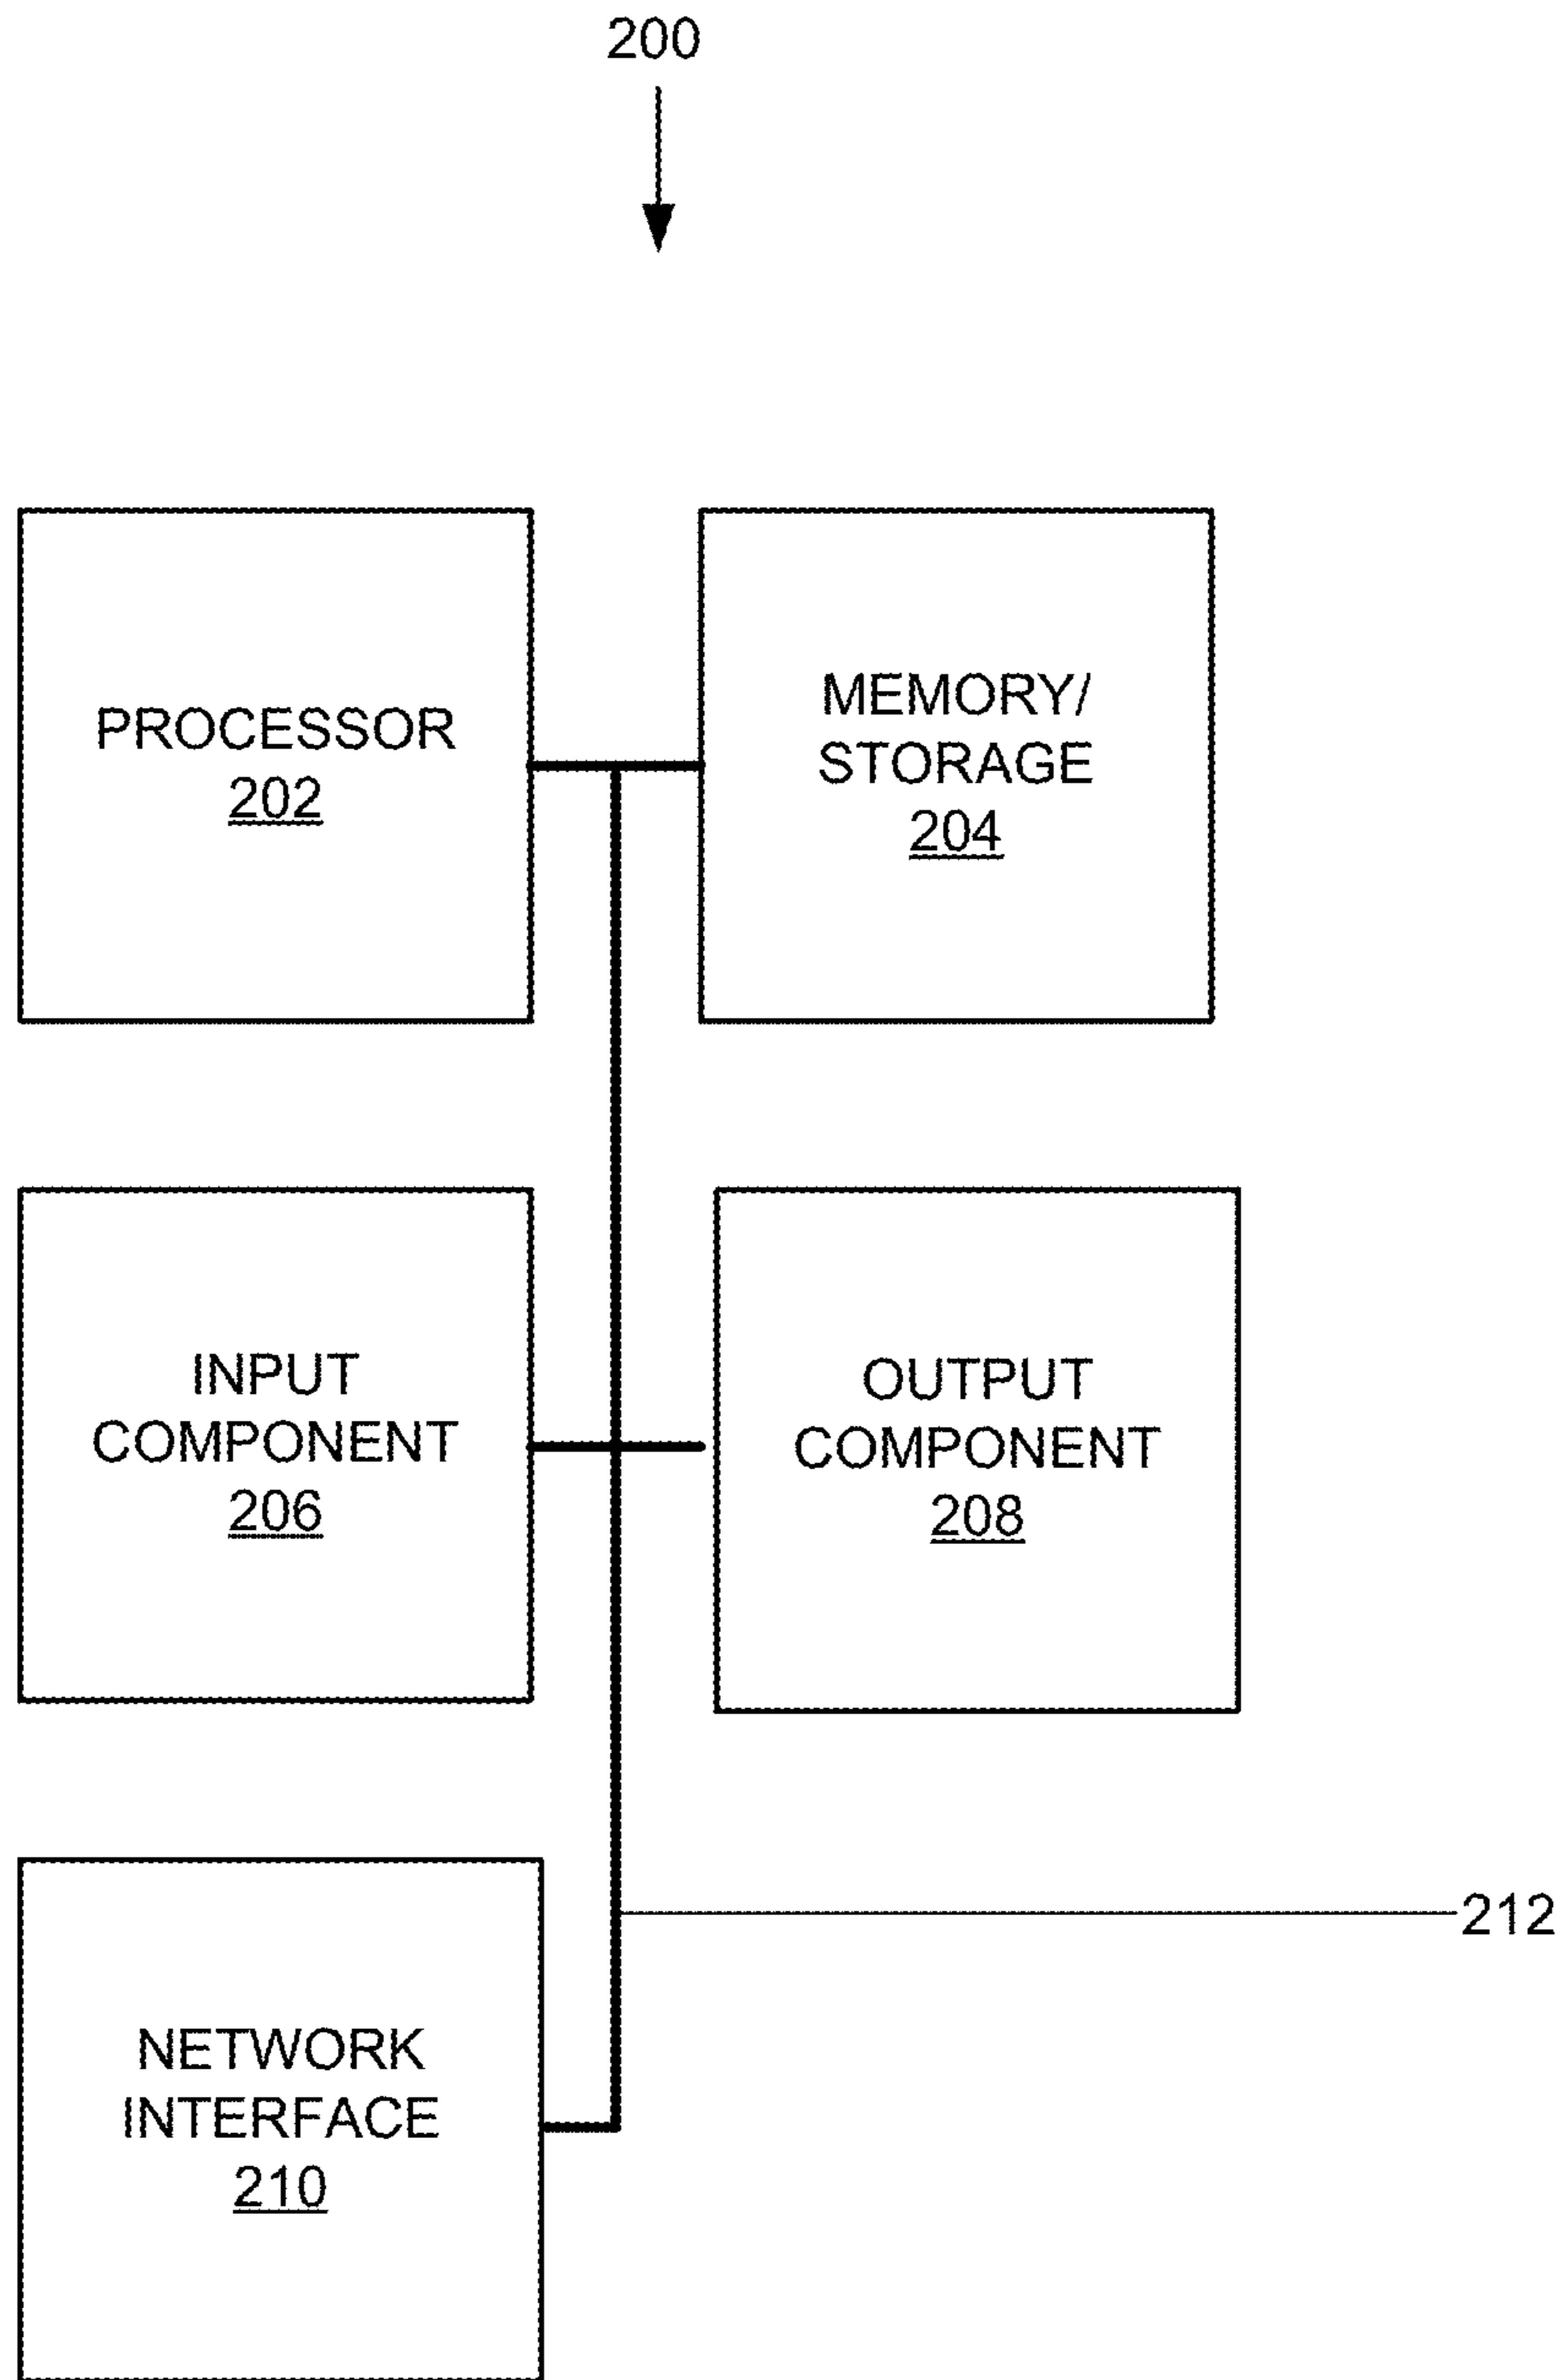 200
PROCESSOR
202
MEMORY/
STORAGE
204
INPUT
COMPONENT
206
OUTPUT
COMPONENT
208
212
NETWORK
INTERFACE
210